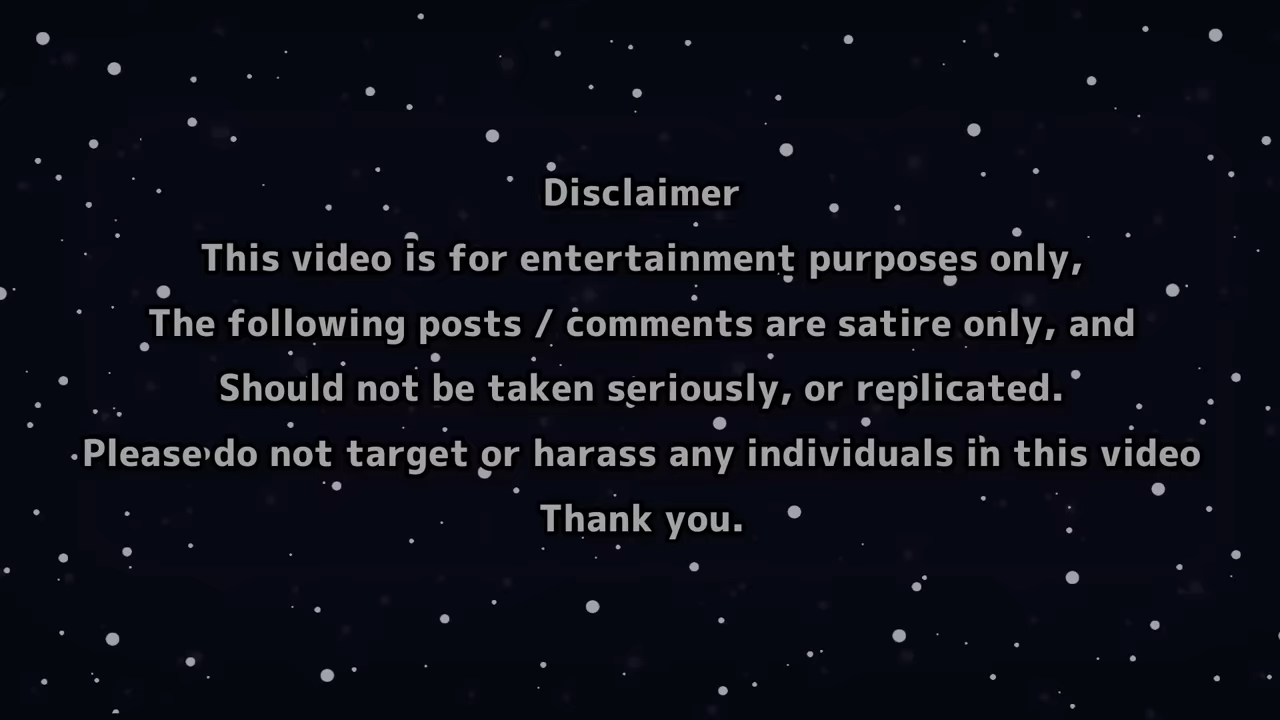 Disclaimer
This video is for entertainment purposes only,
The following posts / comments are satire only, and
Should not be taken seriously, or replicated.
Please do not target or harass any individuals in this video
Thank you.